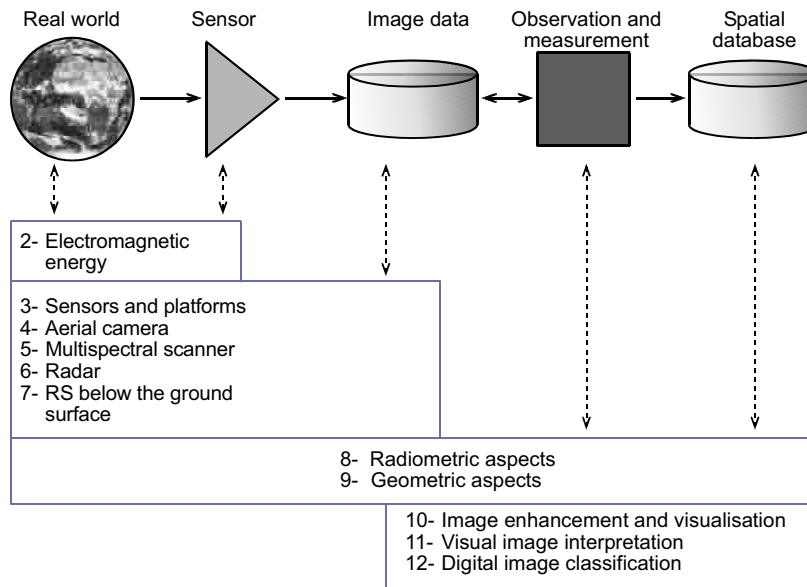 Real world
Sensor
Image data
Observation and
measurement
Spatial
database
2- Electromagnetic
energy
3- Sensors and platforms
4- Aerial camera
5- Multispectral scanner
6- Radar
7- RS below the ground
surface
8- Radiometric aspects
9- Geometric aspects
10- Image enhancement and visualisation
11- Visual image interpretation
12- Digital image classification